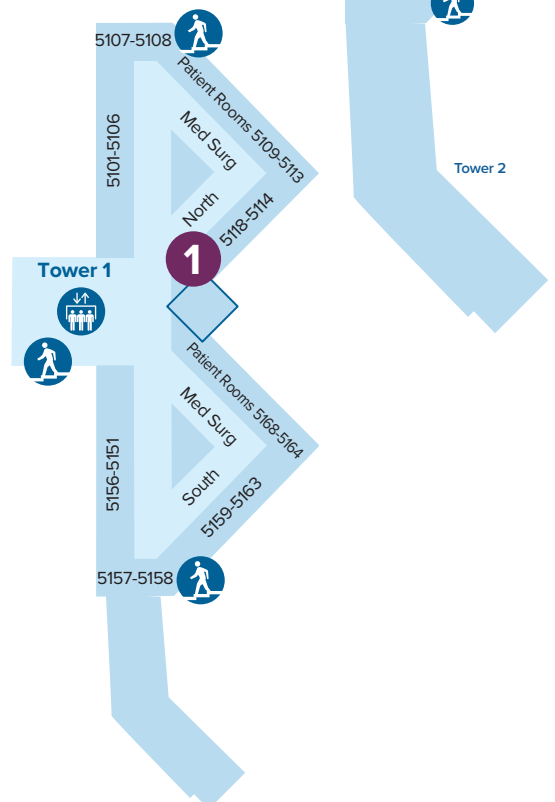 5107-5108
Patient Rooms 5109-5113
5101-5106
Med Surg
North
5118-5114
Tower 2
1
Tower 1
Patient Rooms 5168-5164
Med Surg
South
5156-5151
5159-5163
5157-5158